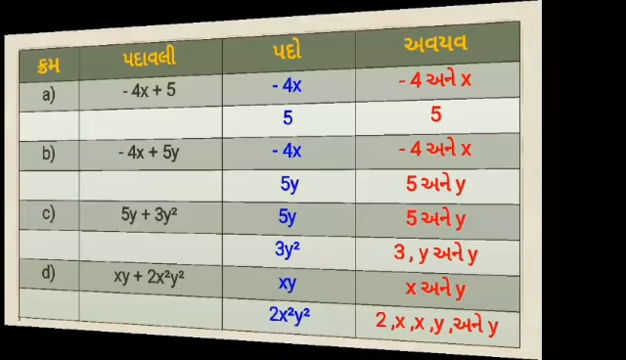 ક્રમ પદાવલી પદો અવયવ
a) - 4x + 5 - 4x - 4 અને x
5 5
b) - 4x + 5y - 4x - 4 અને x
5y 5 અને y
c) 5y + 3y² 5y 5 અને y
3y² 3 , y અને y
d) xy + 2x²y² xy x અને y
2x²y² 2 ,x ,x ,y ,અને y